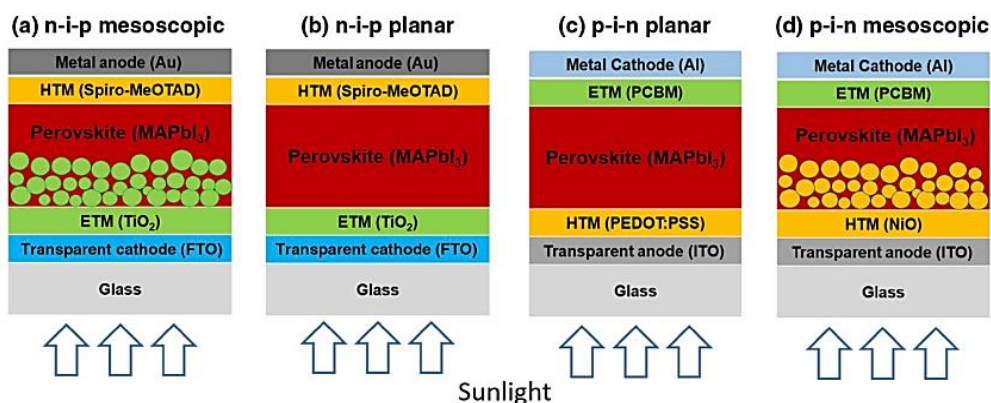 (a) n-i-p mesoscopic
Metal anode (Au)
HTM (Spiro-MeOTAD)
Perovskite (MAPbI₃)
ETM (TiO₂)
Transparent cathode (FTO)
Glass
(b) n-i-p planar
Metal anode (Au)
HTM (Spiro-MeOTAD)
Perovskite (MAPbI₃)
ETM (TiO₂)
Transparent cathode (FTO)
Glass
(c) p-i-n planar
Metal Cathode (Al)
ETM (PCBM)
Perovskite (MAPbI₃)
HTM (PEDOT:PSS)
Transparent anode (ITO)
Glass
(d) p-i-n mesoscopic
Metal Cathode (Al)
ETM (PCBM)
Perovskite (MAPbI₃)
HTM (NiO)
Transparent anode (ITO)
Glass
Sunlight